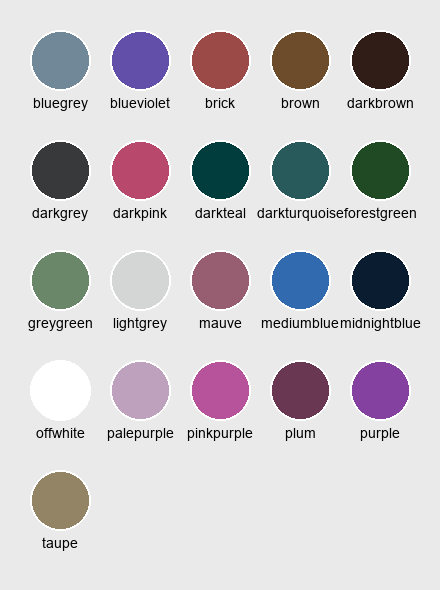 bluegrey blueviolet brick brown darkbrown
darkgrey darkpink darkteal darkturquoise forestgreen
greygreen lightgrey mauve mediumblue midnightblue
offwhite palepurple pinkpurple plum purple
taupe